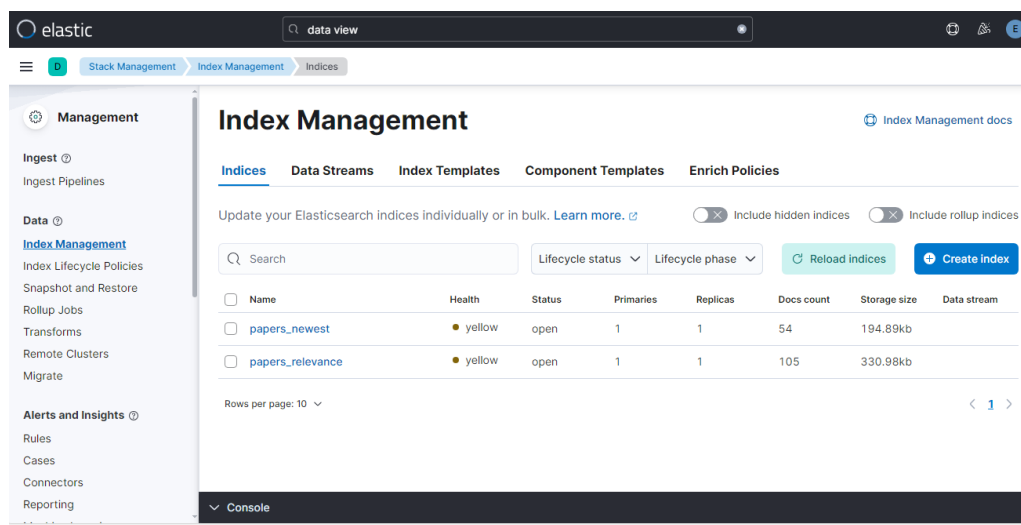 elastic
data view
E
D
Stack Management
Index Management
Indices
Management
Ingest
Ingest Pipelines
Data
Index Management
Index Lifecycle Policies
Snapshot and Restore
Rollup Jobs
Transforms
Remote Clusters
Migrate
Alerts and Insights
Rules
Cases
Connectors
Reporting
Index Management
Index Management docs
Indices Data Streams Index Templates Component Templates Enrich Policies
Update your Elasticsearch indices individually or in bulk. Learn more.
Include hidden indices
Include rollup indices
Search
Lifecycle status
Lifecycle phase
Reload indices
Create index
Name Health Status Primaries Replicas Docs count Storage size Data stream
papers_newest yellow open 1 1 54 194.89kb
papers_relevance yellow open 1 1 105 330.98kb
Rows per page: 10
1
Console